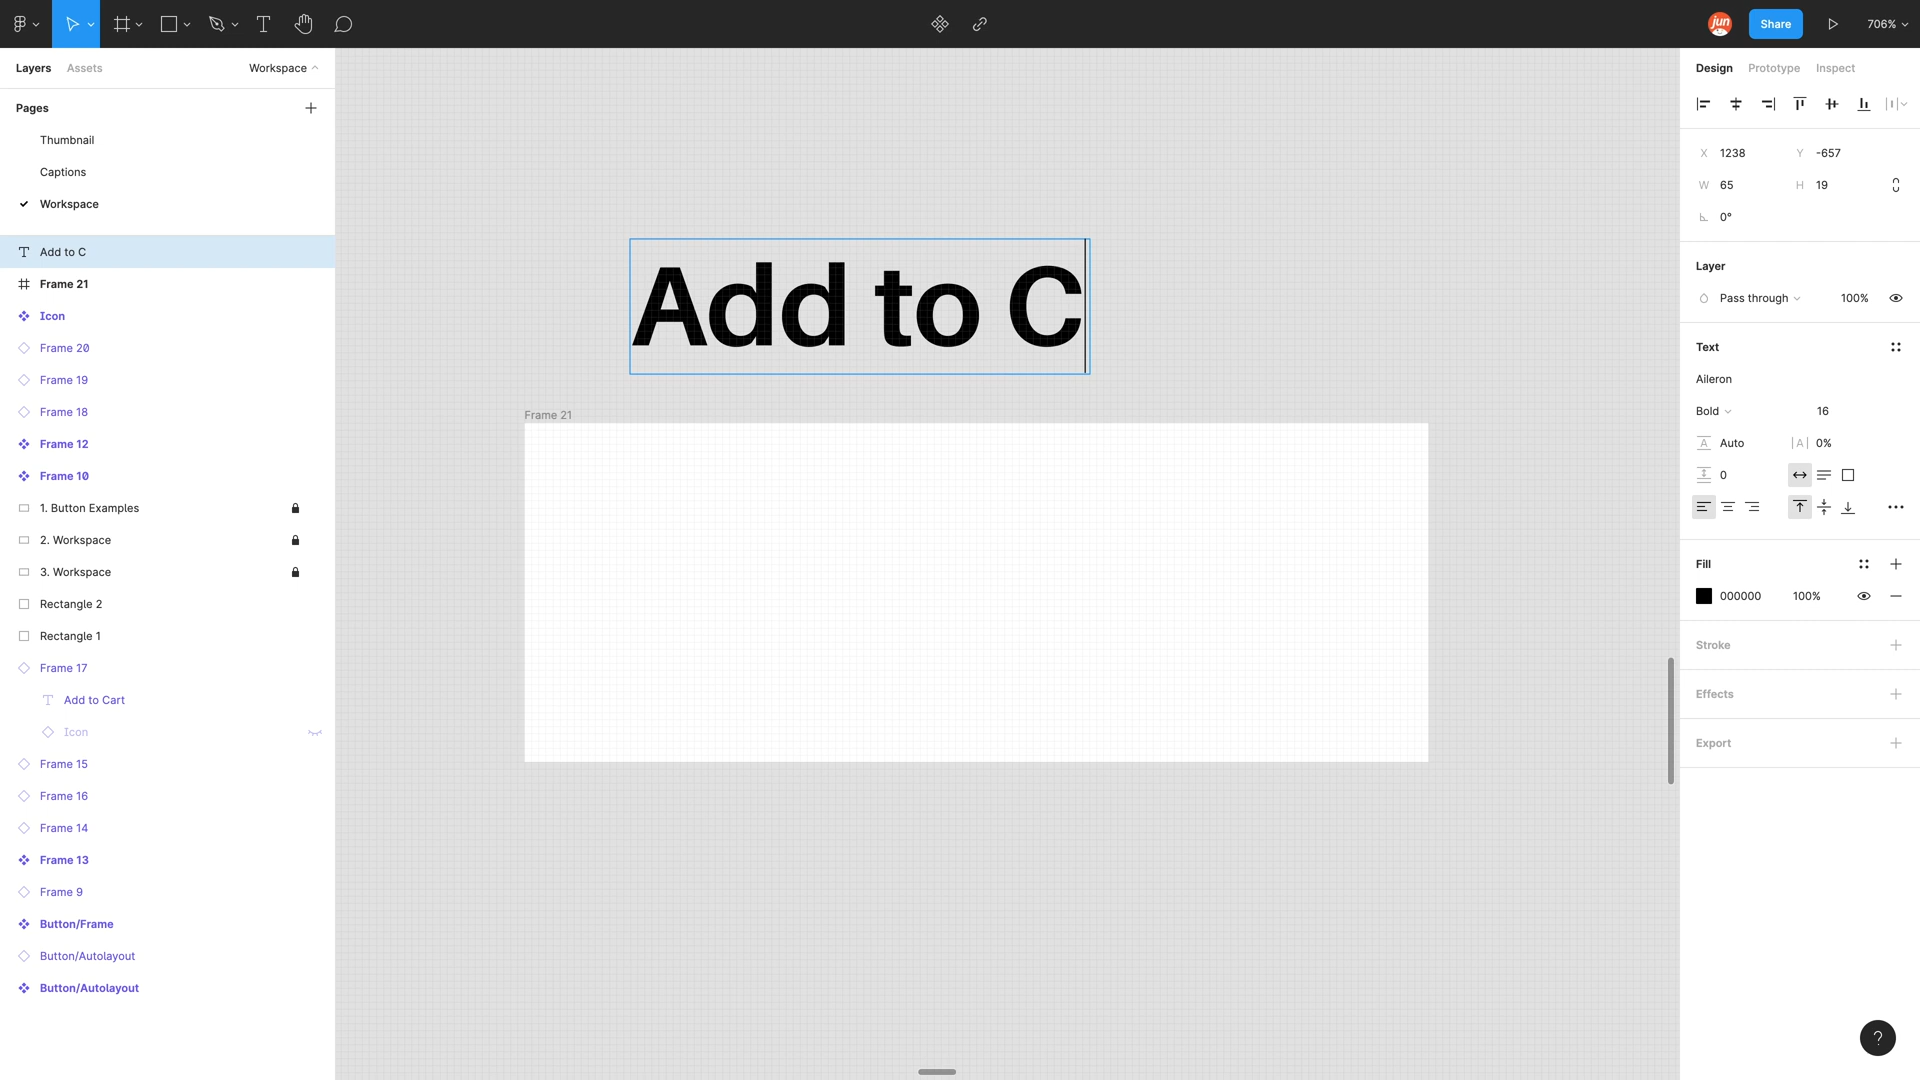 jun
Share
706%
Layers
Assets
Workspace
Pages
Thumbnail
Captions
Workspace
Add to C
Frame 21
Icon
Frame 20
Frame 19
Frame 18
Frame 12
Frame 10
1. Button Examples
2. Workspace
3. Workspace
Rectangle 2
Rectangle 1
Frame 17
Add to Cart
Icon
Frame 15
Frame 16
Frame 14
Frame 13
Frame 9
Button/Frame
Button/Autolayout
Button/Autolayout
Add to C
Frame 21
Design
Prototype
Inspect
X 1238 Y -657
W 65 H 19
0°
Layer
Pass through 100%
Text
Aileron
Bold 16
A Auto |A| 0%
0
Fill
000000 100%
Stroke
Effects
Export
?